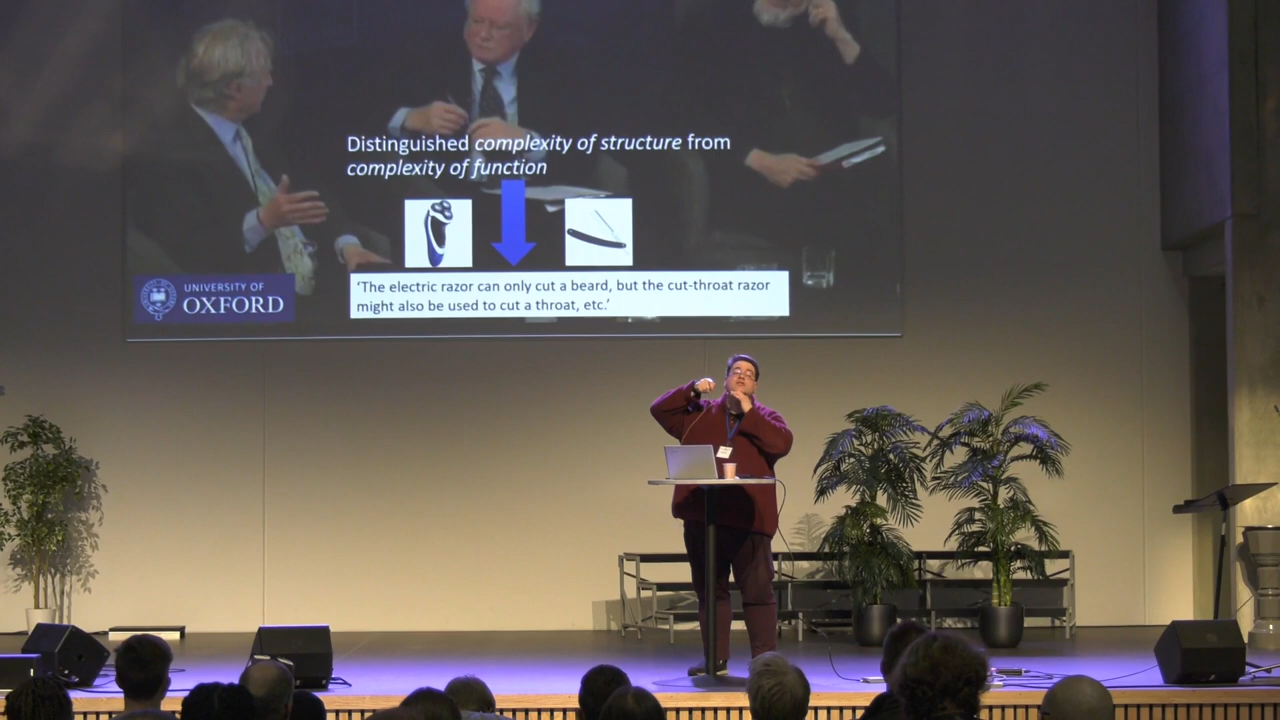 Distinguished complexity of structure from
complexity of function
UNIVERSITY OF
OXFORD
‘The electric razor can only cut a beard, but the cut-throat razor
might also be used to cut a throat, etc.’